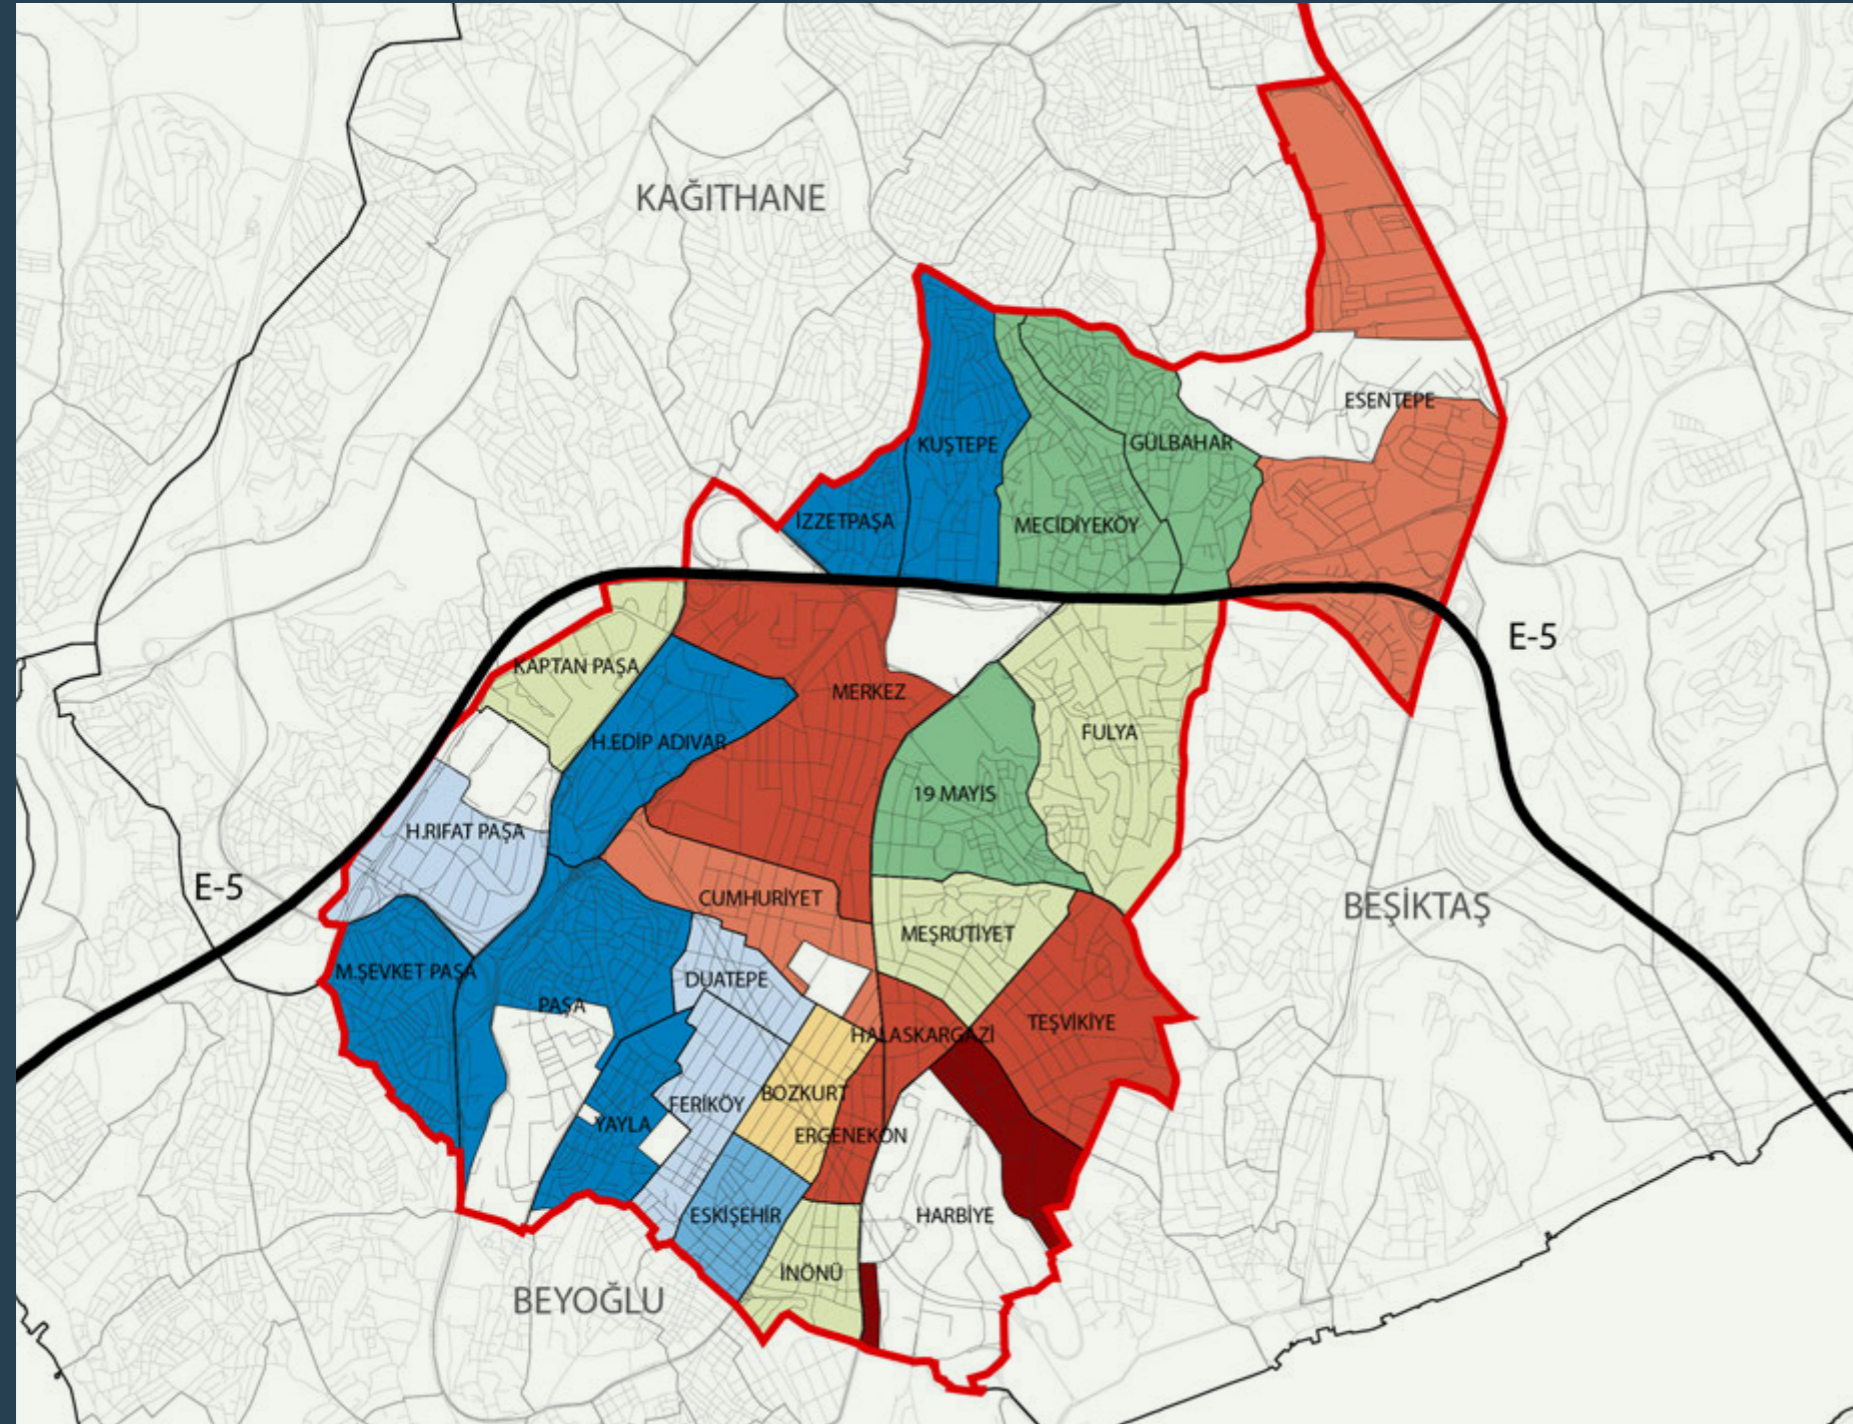 KAĞITHANE
ESENTEPE
KUŞTEPE
GÜLBAHAR
İZZETPAŞA
MECİDİYEKÖY
E-5
KAPTAN PAŞA
MERKEZ
FULYA
H.EDİP ADIVAR
19 MAYIS
H.RIFAT PAŞA
E-5
CUMHURİYET
BEŞİKTAŞ
MEŞRUTİYET
M.ŞEVKET PAŞA
DUATEPE
PAŞA
TEŞVİKİYE
HALASKARGAZİ
BOZKURT
FERİKÖY
YAYLA
ERGENEKON
ESKİŞEHİR
HARBİYE
İNÖNÜ
BEYOĞLU